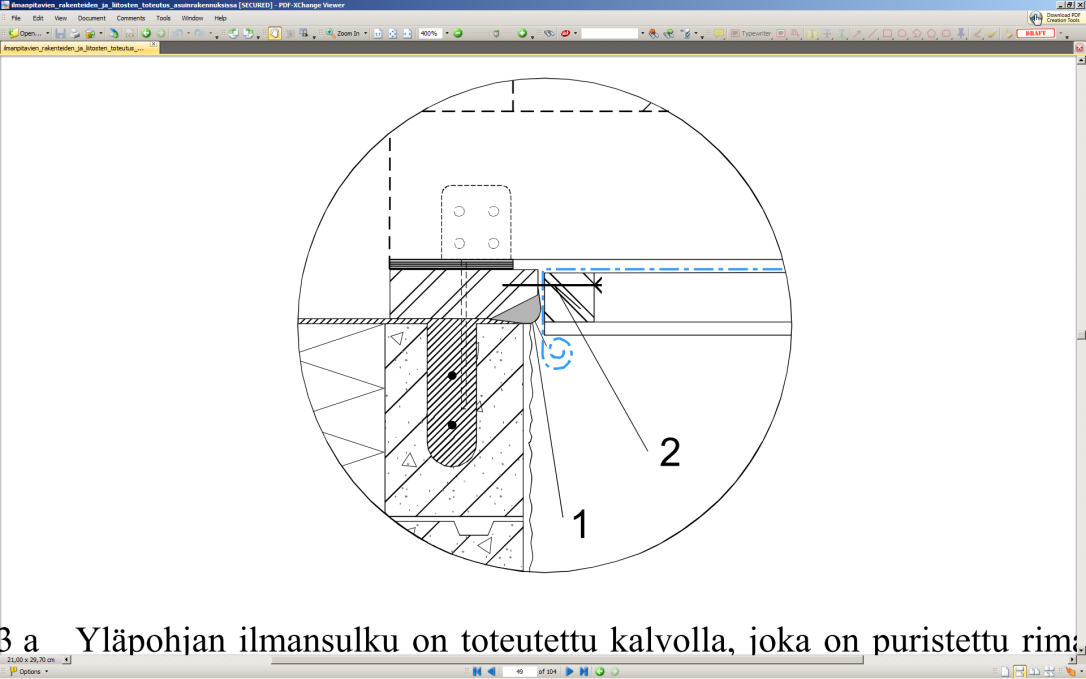 ilmanpitavien_rakenteiden_ja_liitosten_toteutus_asuinrakennuksissa [SECURED] - PDF-XChange Viewer
File Edit View Document Comments Tools Window Help
Download PDF
Creation Tools
Open...
Zoom In
400%
Typewriter
DRAFT
ilmanpitavien_rakenteiden_ja_liitosten_toteutus_...
2
1
3 a Yläpohjan ilmansulku on toteutettu kalvolla, joka on puristettu rima
21,00 x 29,70 cm
Options
49 of 104